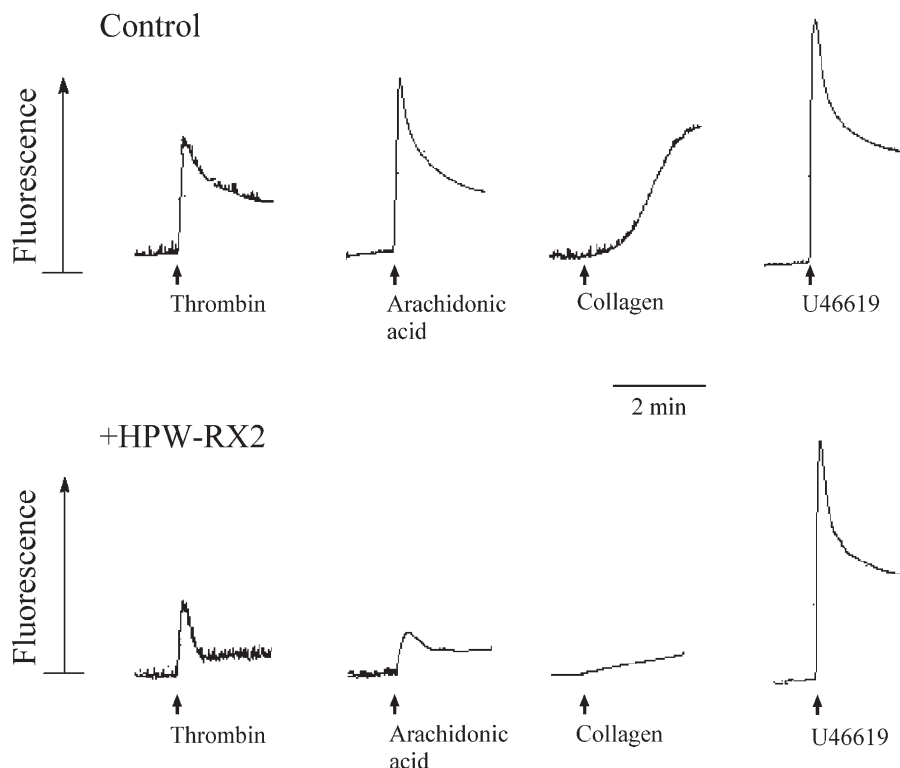 Control
Fluorescence
Thrombin
Arachidonic
acid
Collagen
U46619
2 min
+HPW-RX2
Fluorescence
Thrombin
Arachidonic
acid
Collagen
U46619